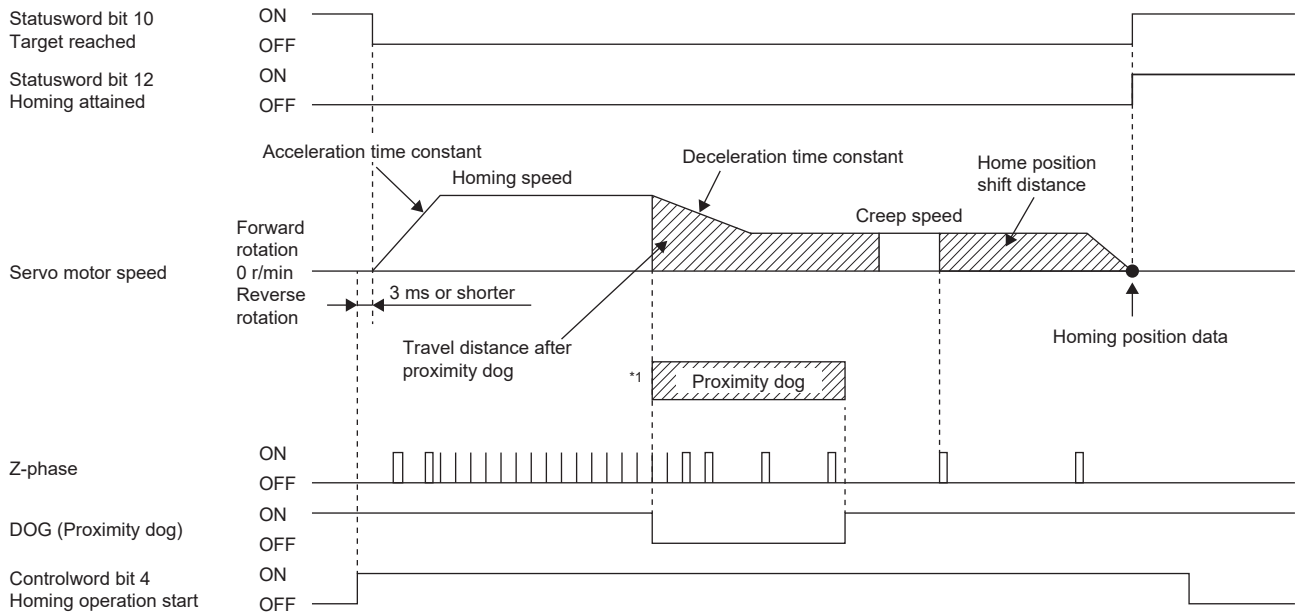 Statusword bit 10
Target reached
ON
OFF
Statusword bit 12
Homing attained
ON
OFF
Acceleration time constant
Homing speed
Deceleration time constant
Home position
shift distance
Creep speed
Servo motor speed
Forward
rotation
0 r/min
Reverse
rotation
3 ms or shorter
Travel distance after
proximity dog
Homing position data
*1
Proximity dog
Z-phase
ON
OFF
DOG (Proximity dog)
ON
OFF
Controlword bit 4
Homing operation start
ON
OFF